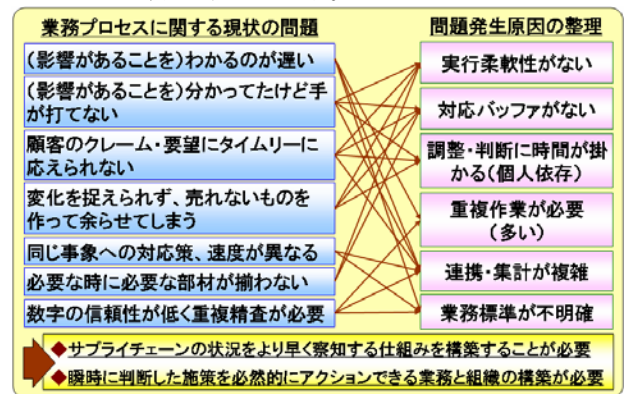 業務プロセスに関する現状の問題
(影響があることを)わかるのが遅い
(影響があることを)分かってたけど手
が打てない
顧客のクレーム・要望にタイムリーに
応えられない
変化を捉えられず、売れないものを
作って余らせてしまう
同じ事象への対応策、速度が異なる
必要な時に必要な部材が揃わない
数字の信頼性が低く重複精査が必要
問題発生原因の整理
実行柔軟性がない
対応バッファがない
調整・判断に時間が掛
かる(個人依存)
重複作業が必要
(多い)
連携・集計が複雑
業務標準が不明確
◆サプライチェーンの状況をより早く察知する仕組みを構築することが必要
◆瞬時に判断した施策を必然的にアクションできる業務と組織の構築が必要